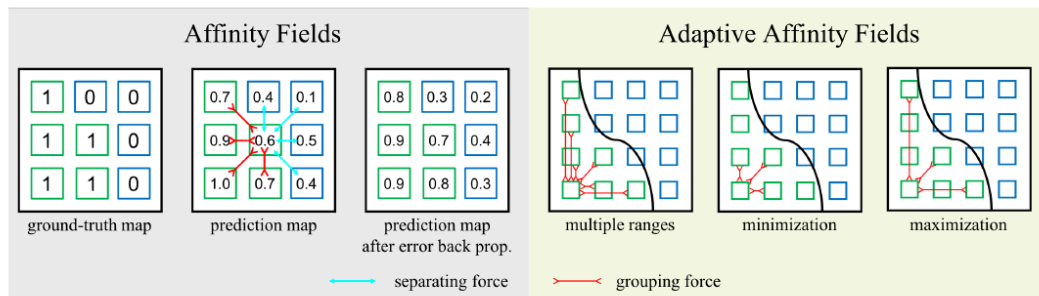 Affinity Fields
Adaptive Affinity Fields
1 0 0
1 1 0
1 1 0
ground-truth map
0.7 0.4 0.1
0.9 0.6 0.5
1.0 0.7 0.4
prediction map
0.8 0.3 0.2
0.9 0.7 0.4
0.9 0.8 0.3
prediction map
after error back prop.
multiple ranges
minimization
maximization
separating force
grouping force